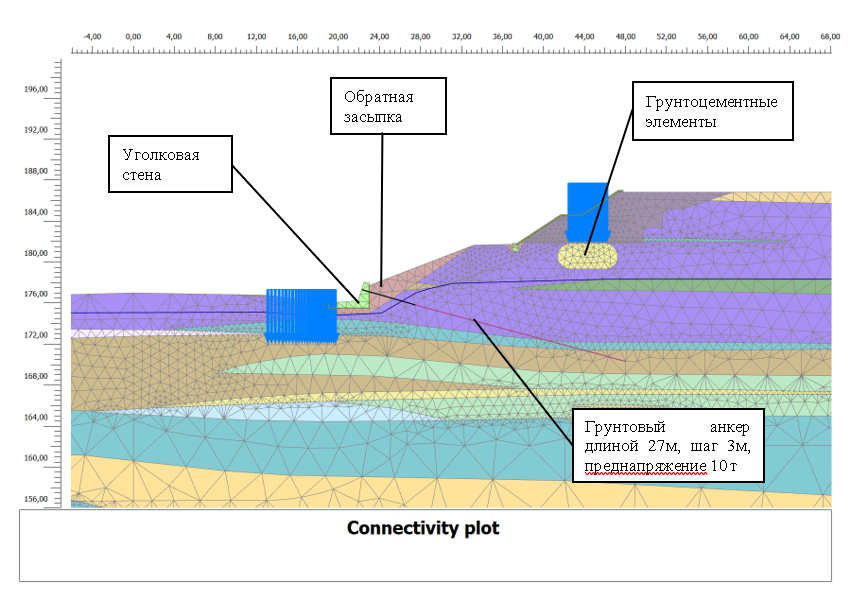 -4,00 0,00 4,00 8,00 12,00 16,00 20,00 24,00 28,00 32,00 36,00 40,00 44,00 48,00 52,00 56,00 60,00 64,00 68,00
196,00
192,00
188,00
184,00
180,00
176,00
172,00
168,00
164,00
160,00
156,00
Обратная
засыпка
Грунтоцементные
элементы
Уголковая
стена
Грунтовый анкер
длиной 27м, шаг 3м,
преднапряжение 10т
Connectivity plot